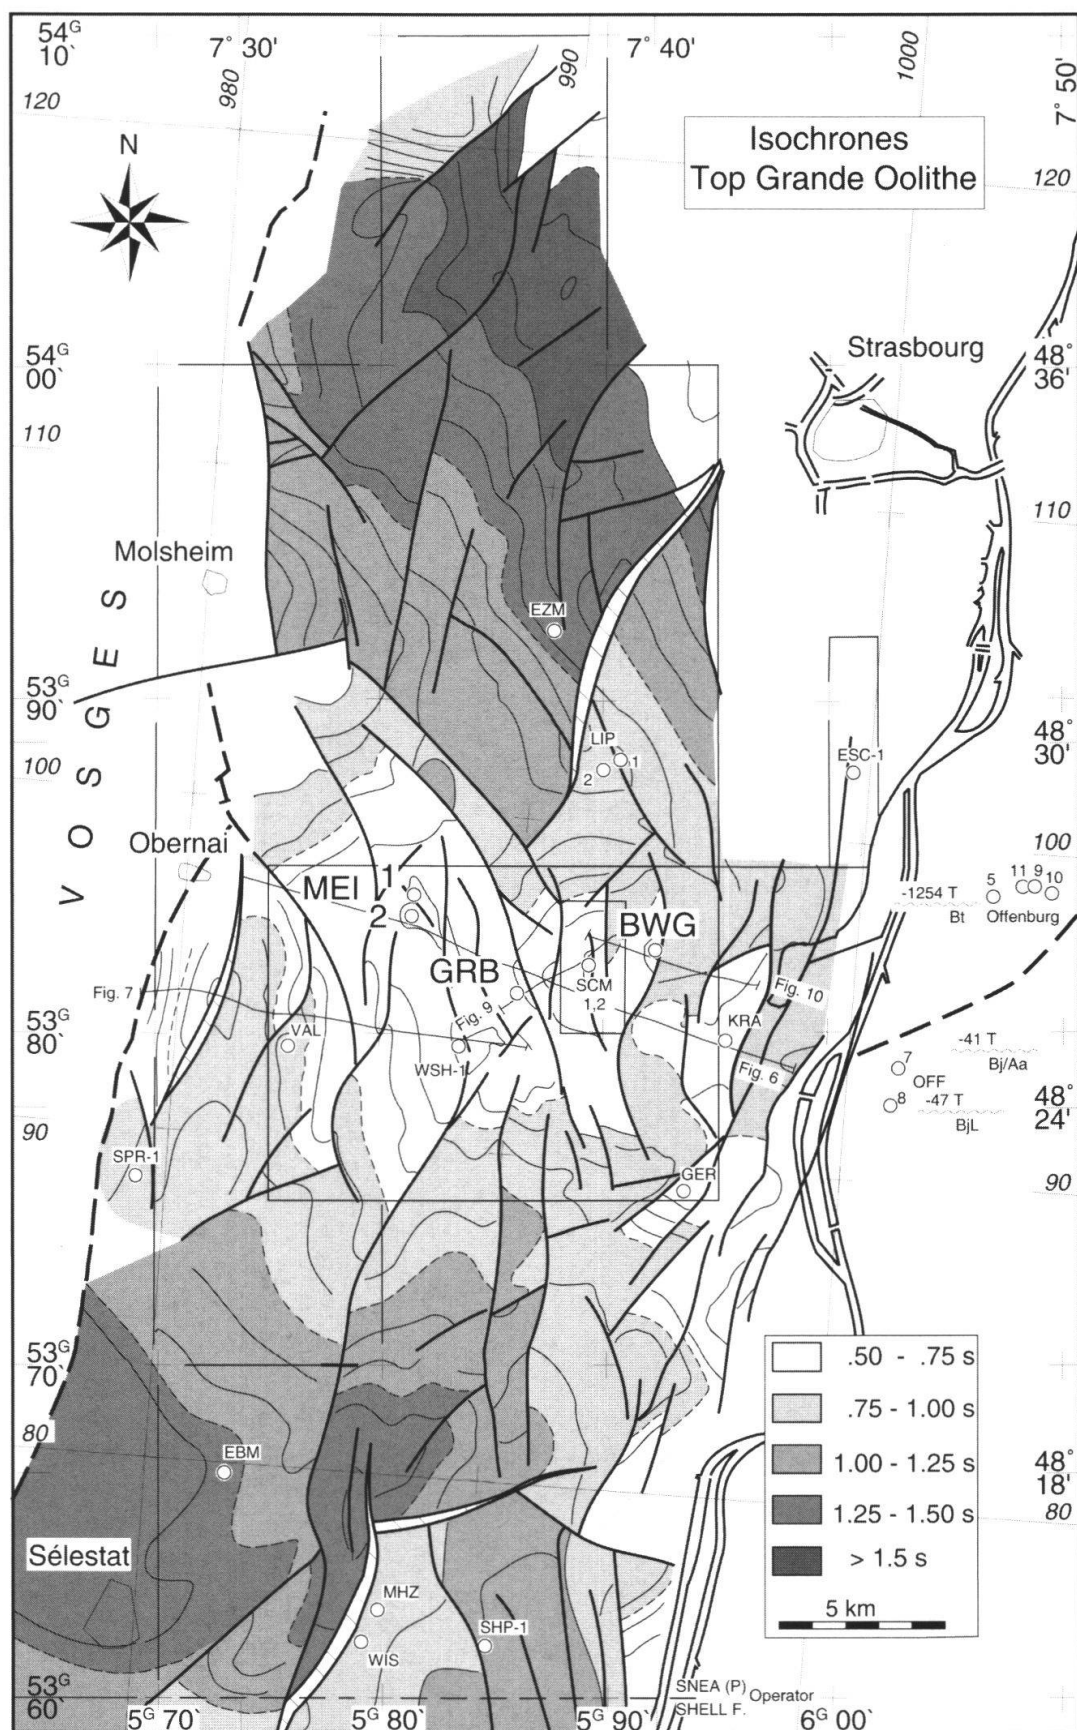 54G 10`
7° 30'
7° 40'
7° 50'
980
990
1000
120
Isochrones
Top Grande Oolithe
N
120
54G 00`
Strasbourg
48° 36'
110
110
Molsheim
VOSGES
EZM
53G 90`
LIP
1
2
48° 30'
100
ESC-1
Obernai
100
MEI 1
2
BWG
-1254 T
Bt
5
11
9
10
Offenburg
GRB
SCM
1,2
Fig. 7
Fig. 9
Fig. 10
53G 80`
VAL
KRA
WSH-1
-41 T
Bj/Aa
Fig. 6
7
OFF
8
-47 T
BjL
48° 24'
90
SPR-1
GER
90
53G 70`
.50 - .75 s
.75 - 1.00 s
1.00 - 1.25 s
1.25 - 1.50 s
> 1.5 s
5 km
80
EBM
48° 18'
80
Sélestat
MHZ
WIS
SHP-1
53G 60`
SNEA (P)
SHELL F.
Operator
5G 70`
5G 80`
5G 90`
6G 00`